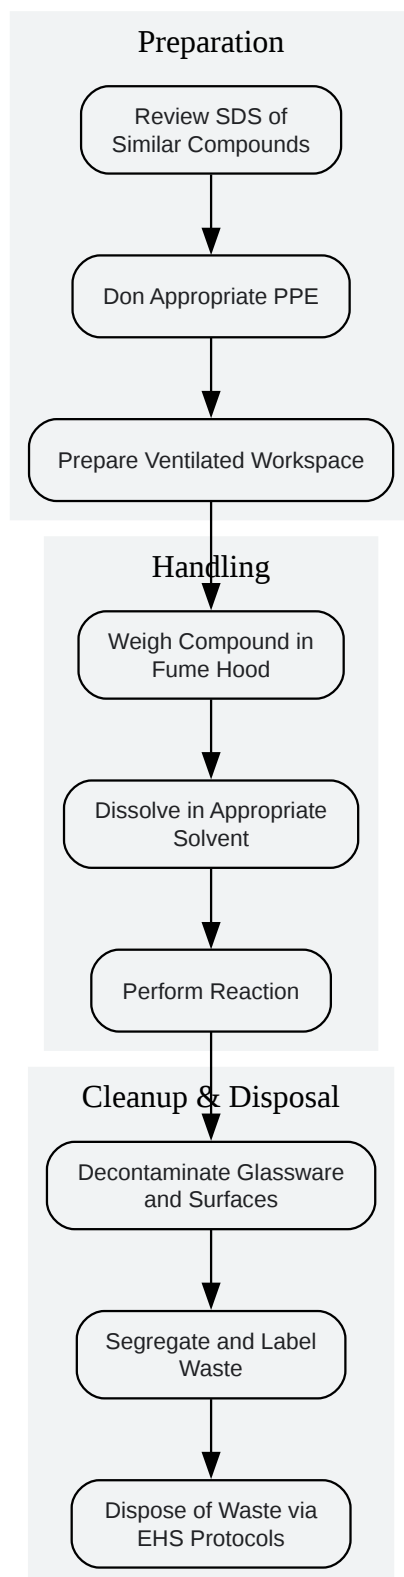 Preparation
Review SDS of
Similar Compounds
Don Appropriate PPE
Prepare Ventilated Workspace
Handling
Weigh Compound in
Fume Hood
Dissolve in Appropriate
Solvent
Perform Reaction
Cleanup & Disposal
Decontaminate Glassware
and Surfaces
Segregate and Label
Waste
Dispose of Waste via
EHS Protocols